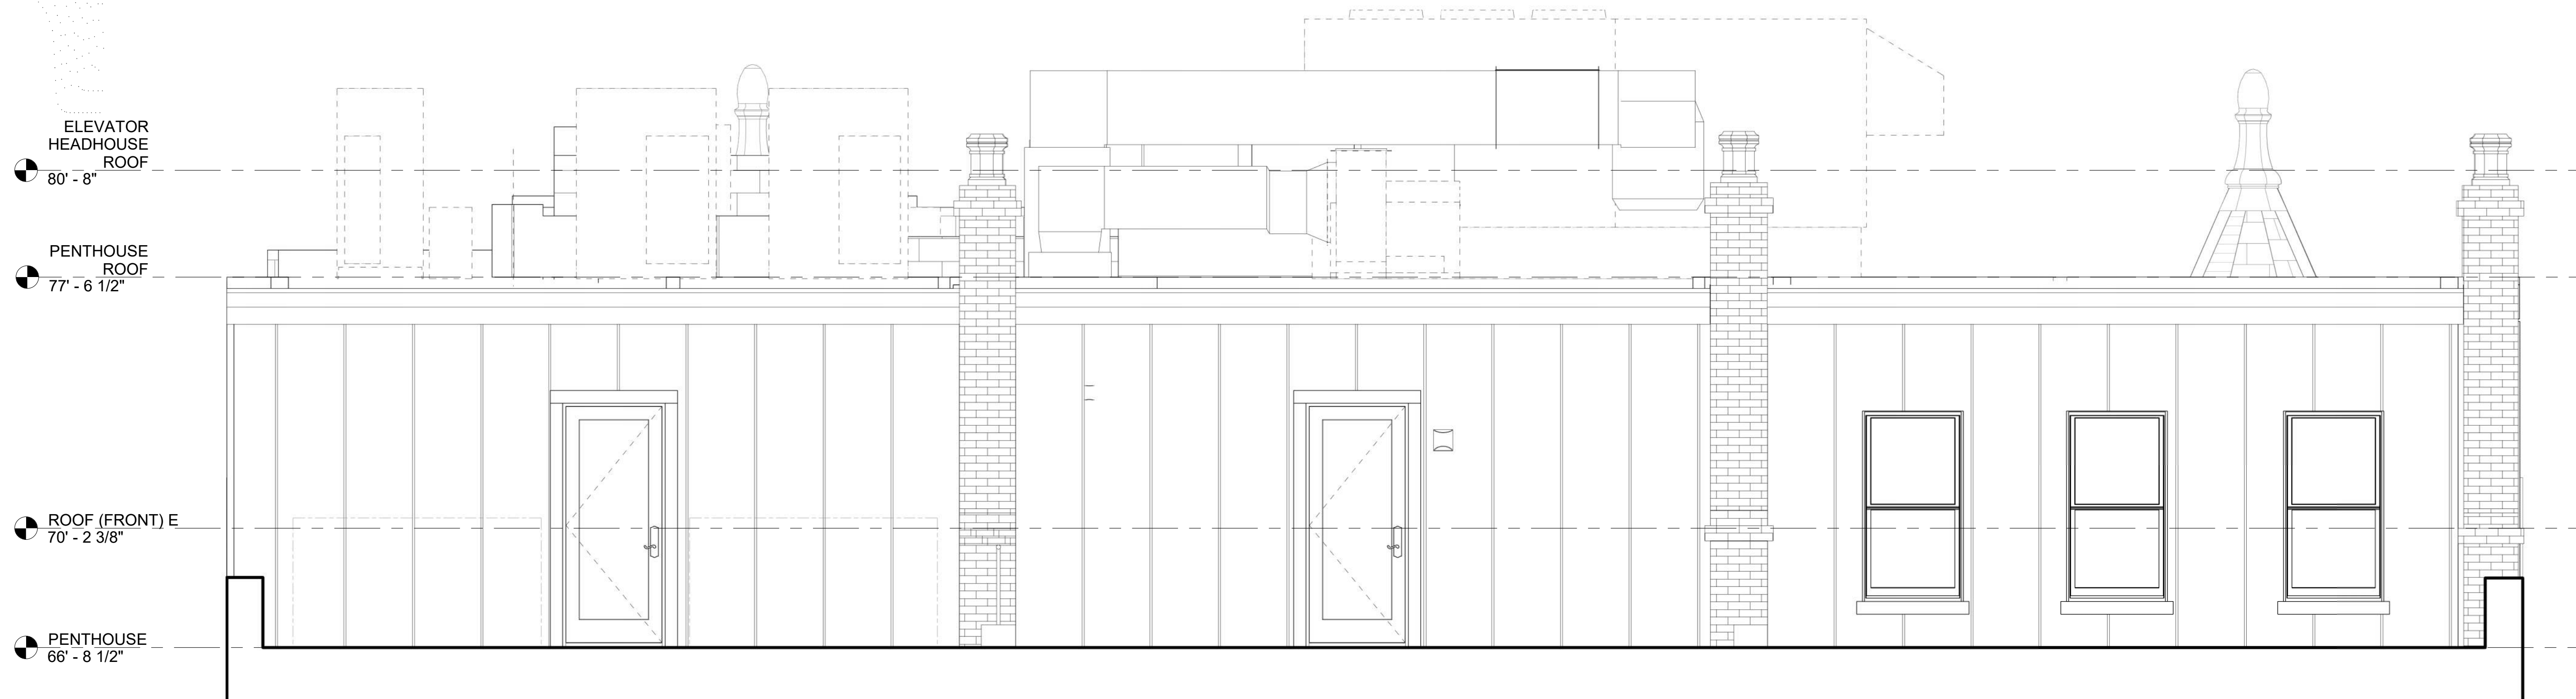 ELEVATOR
HEADHOUSE
ROOF
80' - 8"
PENTHOUSE
ROOF
77' - 6 1/2"
ROOF (FRONT) E
70' - 2 3/8"
PENTHOUSE
66' - 8 1/2"